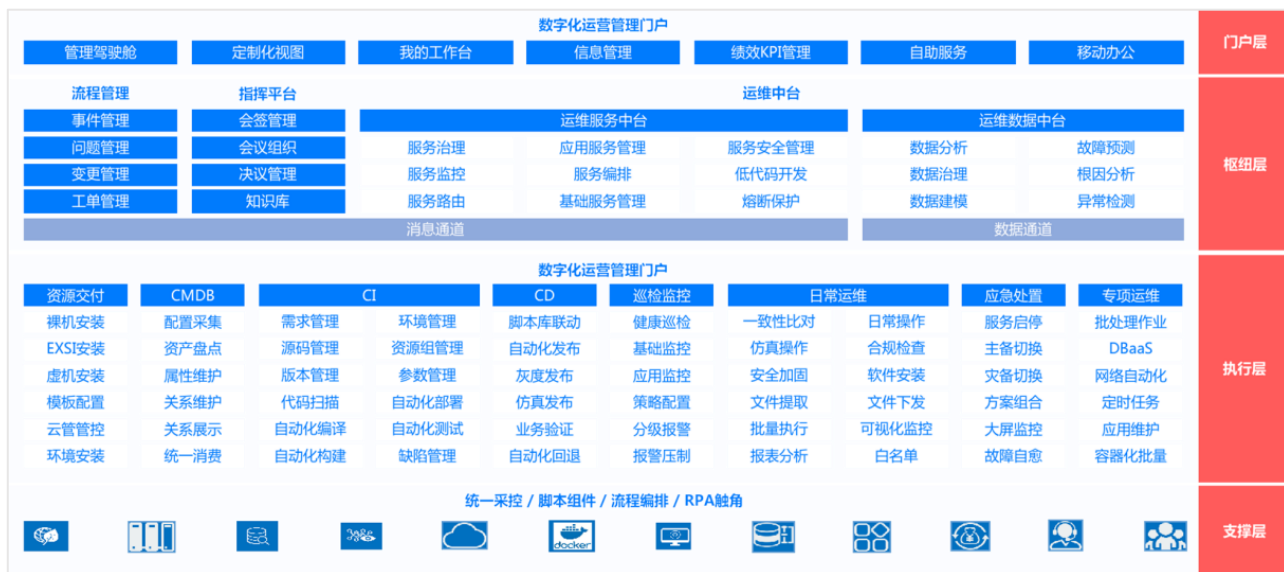 数字化运营管理门户
管理驾驶舱 定制化视图 我的工作台 信息管理 绩效KPI管理 自助服务 移动办公
门户层
流程管理 指挥平台 运维中台
事件管理 会签管理 运维服务中台 运维数据中台
问题管理 会议组织 服务治理 应用服务管理 服务安全管理 数据分析 故障预测
变更管理 决议管理 服务监控 服务编排 低代码开发 数据治理 根因分析
工单管理 知识库 服务路由 基础服务管理 熔断保护 数据建模 异常检测
消息通道 数据通道
枢纽层
数字化运营管理门户
资源交付 CMDB CI CD 巡检监控 日常运维 应急处置 专项运维
裸机安装 配置采集 需求管理 环境管理 脚本库联动 健康巡检 一致性比对 日常操作 服务启停 批处理作业
EXSI安装 资产盘点 源码管理 资源组管理 自动化发布 基础监控 仿真操作 合规检查 主备切换 DBaaS
虚机安装 属性维护 版本管理 参数管理 灰度发布 应用监控 安全加固 软件安装 灾备切换 网络自动化
模板配置 关系维护 代码扫描 自动化部署 仿真发布 策略配置 文件提取 文件下发 方案组合 定时任务
云管管控 关系展示 自动化编译 自动化测试 业务验证 分级报警 批量执行 可视化监控 大屏监控 应用维护
环境安装 统一消费 自动化构建 缺陷管理 自动化回退 报警压制 报表分析 白名单 故障自愈 容器化批量
执行层
统一采控 / 脚本组件 / 流程编排 / RPA触角
docker
支撑层